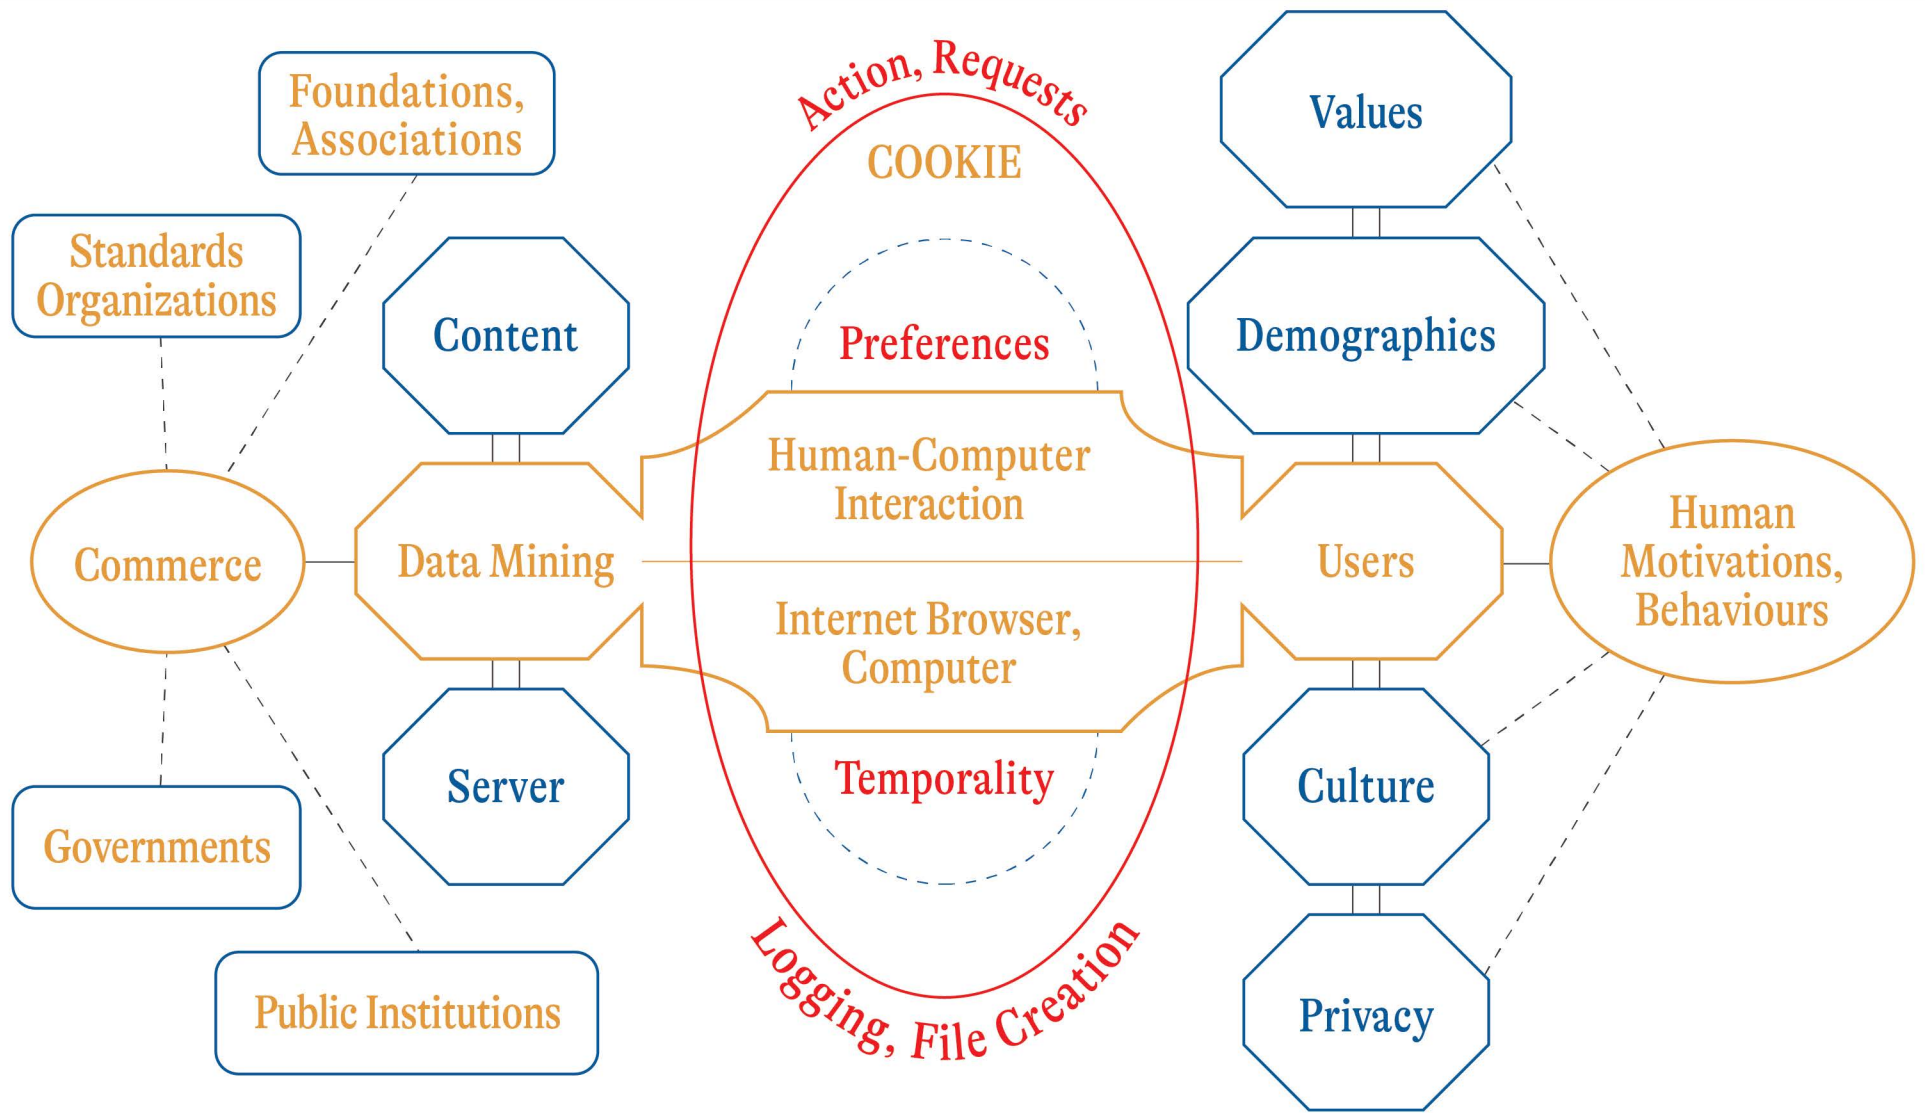 Foundations,
Associations
Standards
Organizations
Commerce
Governments
Public Institutions
Content
Data Mining
Server
Action, Requests
COOKIE
Preferences
Human-Computer
Interaction
Internet Browser,
Computer
Temporality
Logging, File Creation
Values
Demographics
Users
Culture
Privacy
Human
Motivations,
Behaviours